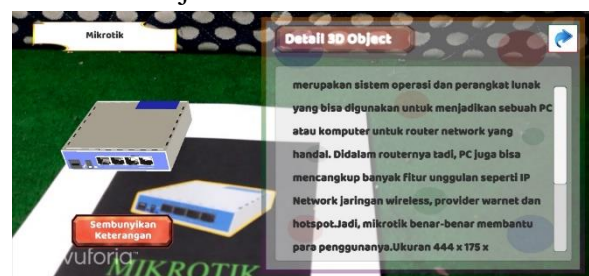 Mikrotik
Detail 3D Object
merupakan sistem operasi dan perangkat lunak
yang bisa digunakan untuk menjadikan sebuah PC
atau komputer untuk router network yang
handal. Didalam routernya tadi, PC juga bisa
mencangkup banyak fitur unggulan seperti IP
Network jaringan wireless, provider warnet dan
hotspot.Jadi, mikrotik benar-benar membantu
para penggunanya.Ukuran 444 x 175 x
Sembunyikan
Keterangan
vuforia
MIKROTIK